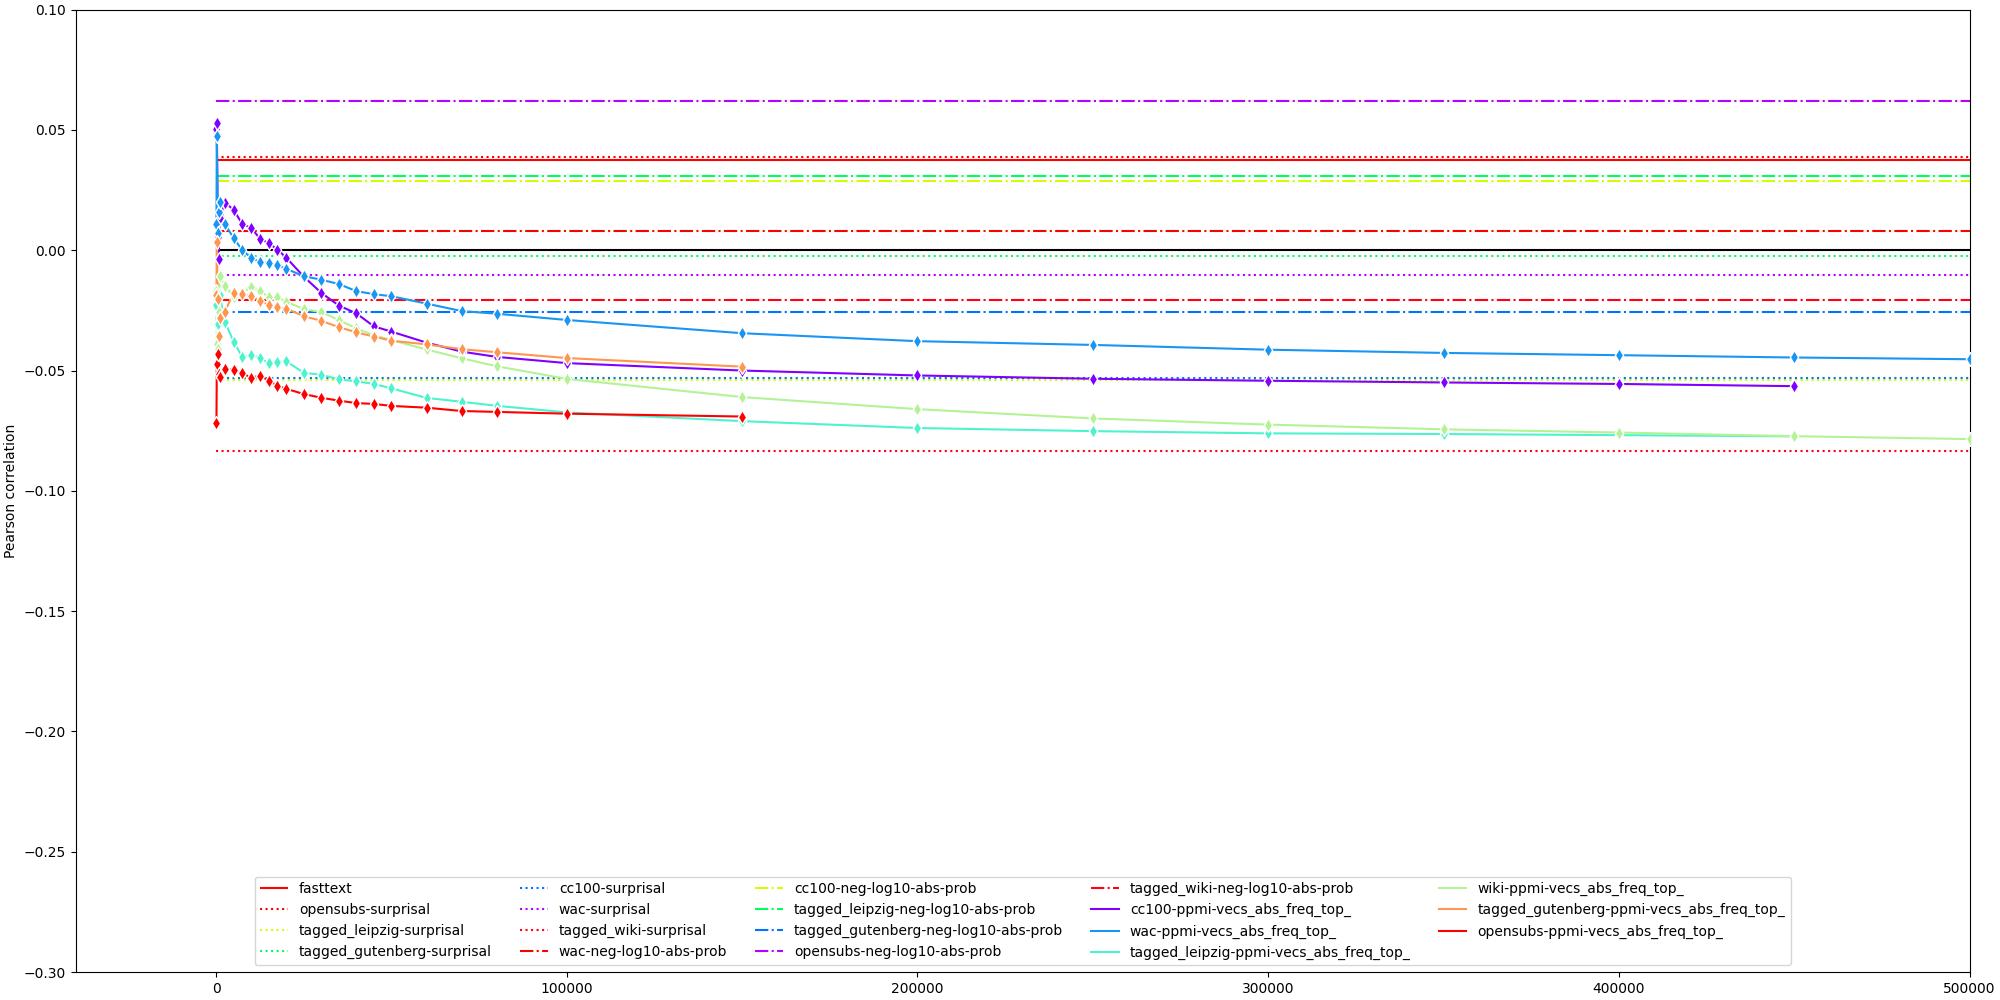 0.10
0.05
0.00
−0.05
−0.10
−0.15
−0.20
−0.25
−0.30
Pearson correlation
fasttext
opensubs-surprisal
tagged_leipzig-surprisal
tagged_gutenberg-surprisal
cc100-surprisal
wac-surprisal
tagged_wiki-surprisal
wac-neg-log10-abs-prob
cc100-neg-log10-abs-prob
tagged_leipzig-neg-log10-abs-prob
tagged_gutenberg-neg-log10-abs-prob
opensubs-neg-log10-abs-prob
tagged_wiki-neg-log10-abs-prob
cc100-ppmi-vecs_abs_freq_top_
wac-ppmi-vecs_abs_freq_top_
tagged_leipzig-ppmi-vecs_abs_freq_top_
wiki-ppmi-vecs_abs_freq_top_
tagged_gutenberg-ppmi-vecs_abs_freq_top_
opensubs-ppmi-vecs_abs_freq_top_
0
100000
200000
300000
400000
500000